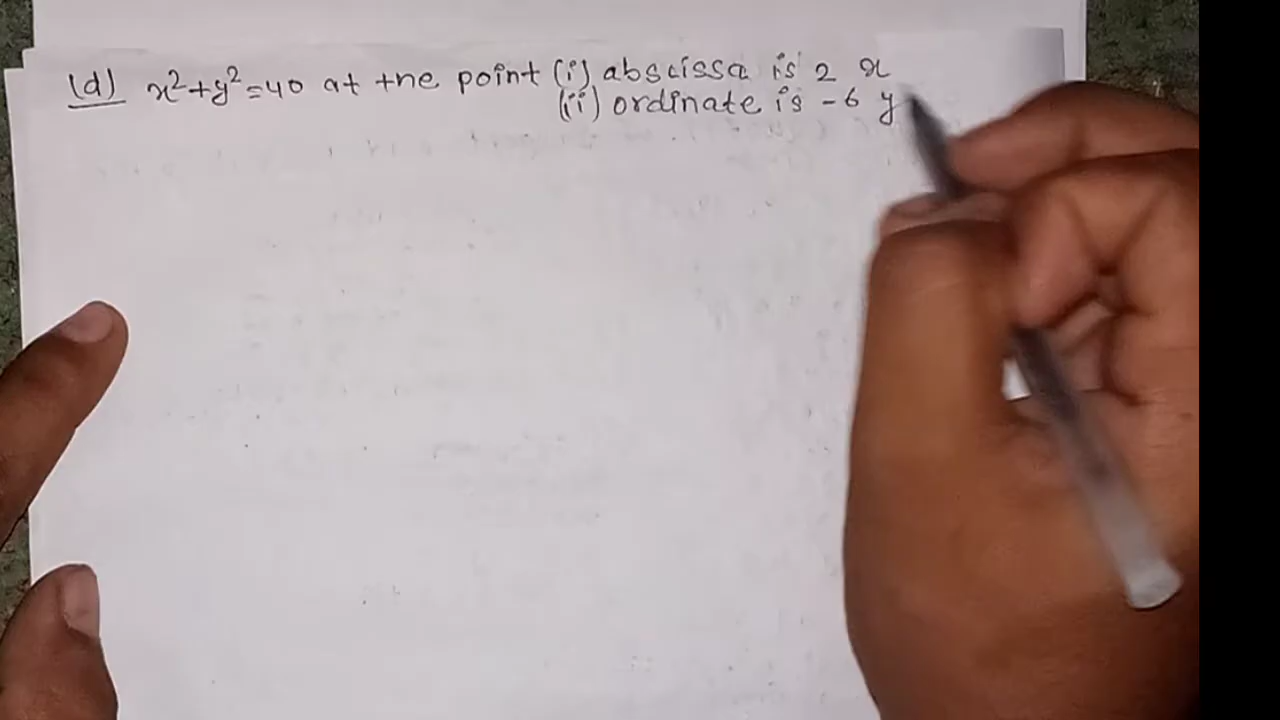 (d) x²+y²=40 at the point (i) abscissa is 2 x
(ii) ordinate is -6 y